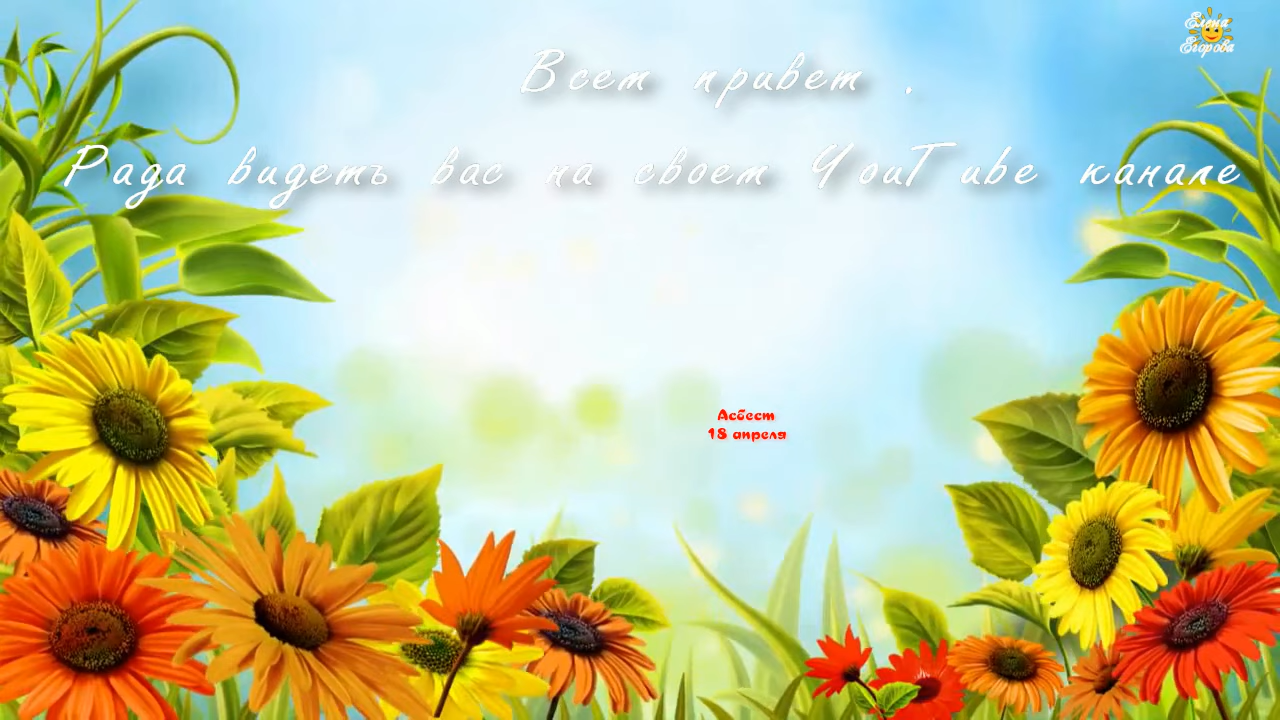 Елена
Егорова
Всем привет .
Рада видеть вас на своем YouTube канале
Асбест
18 апреля